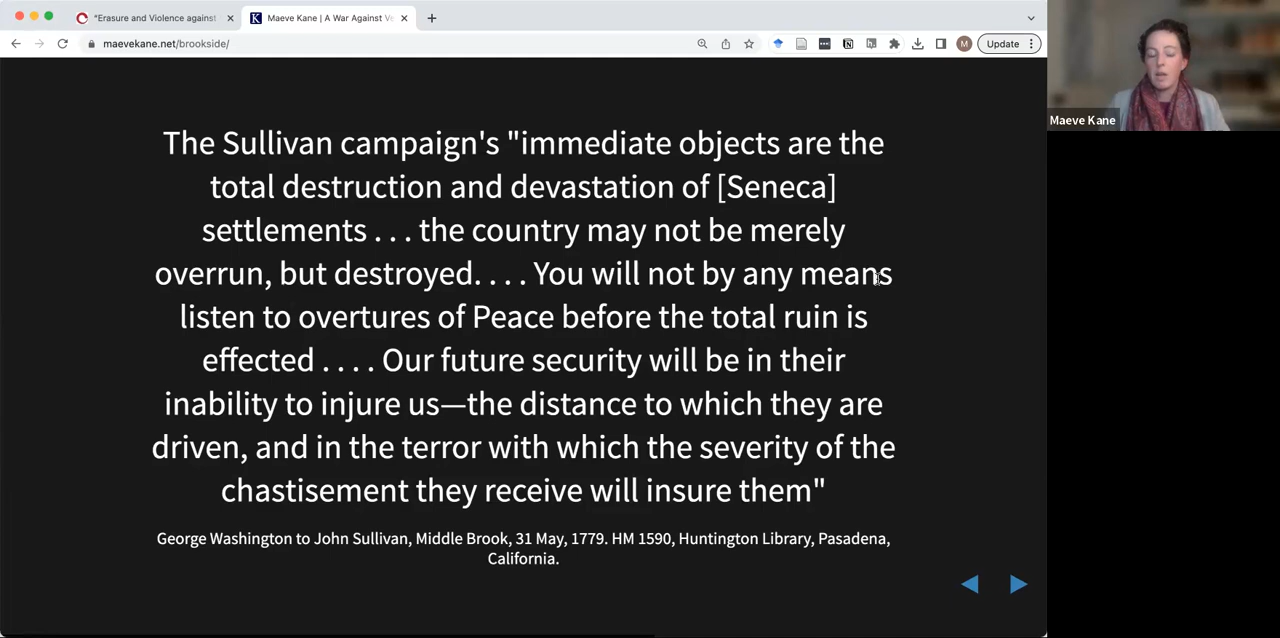 "Erasure and Violence against
Maeve Kane | A War Against Ve
maevekane.net/brookside/
M
Update
The Sullivan campaign's "immediate objects are the
total destruction and devastation of [Seneca]
settlements . . . the country may not be merely
overrun, but destroyed. . . . You will not by any means
listen to overtures of Peace before the total ruin is
effected . . . . Our future security will be in their
inability to injure us—the distance to which they are
driven, and in the terror with which the severity of the
chastisement they receive will insure them"
George Washington to John Sullivan, Middle Brook, 31 May, 1779. HM 1590, Huntington Library, Pasadena,
California.
Maeve Kane